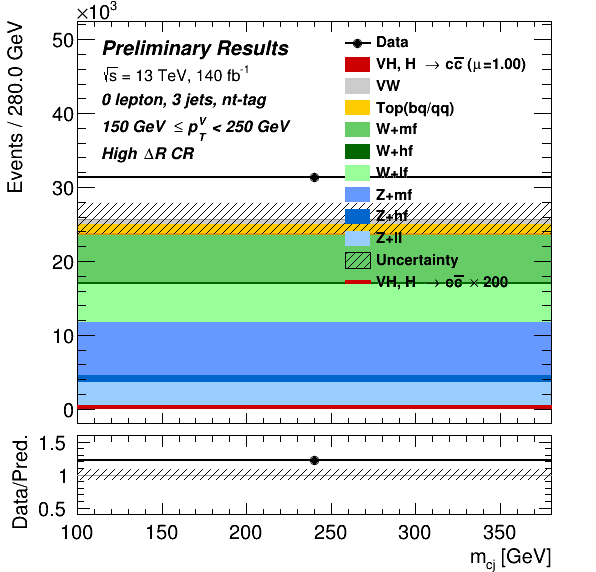 ×10³
Events / 280.0 GeV
50
40
30
20
10
0
Preliminary Results
√s = 13 TeV, 140 fb⁻¹
0 lepton, 3 jets, nt-tag
150 GeV ≤ p_T^V < 250 GeV
High ΔR CR
Data
VH, H → cc̅ (μ=1.00)
VW
Top(bq/qq)
W+mf
W+hf
W+lf
Z+mf
Z+hf
Z+ll
Uncertainty
VH, H → cc̅ × 200
Data/Pred.
1.5
1
0.5
100 150 200 250 300 350
m_cj [GeV]